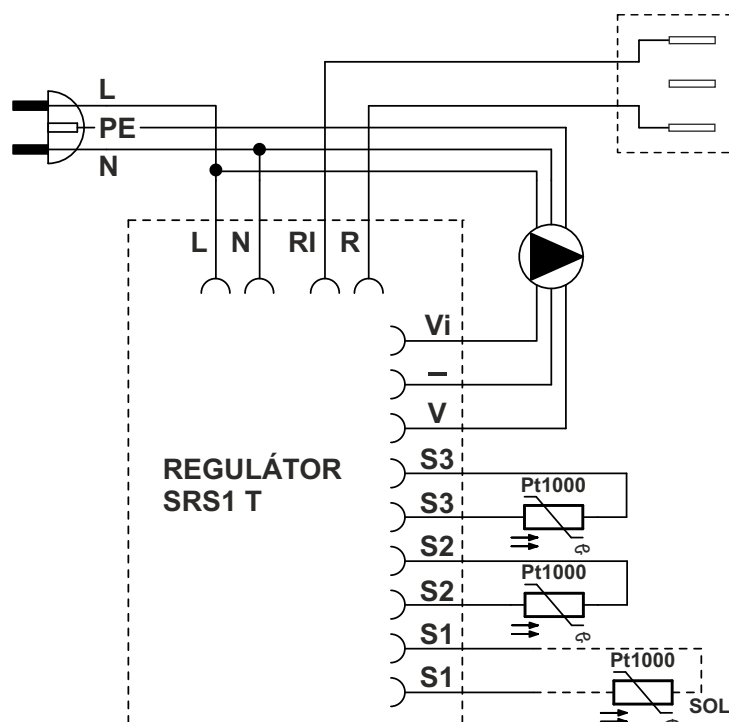 L
PE
N
L N RI R
Vi
–
V
S3
REGULÁTOR
SRS1 T
Pt1000
S3
S2
Pt1000
S2
S1
Pt1000
S1
SOL